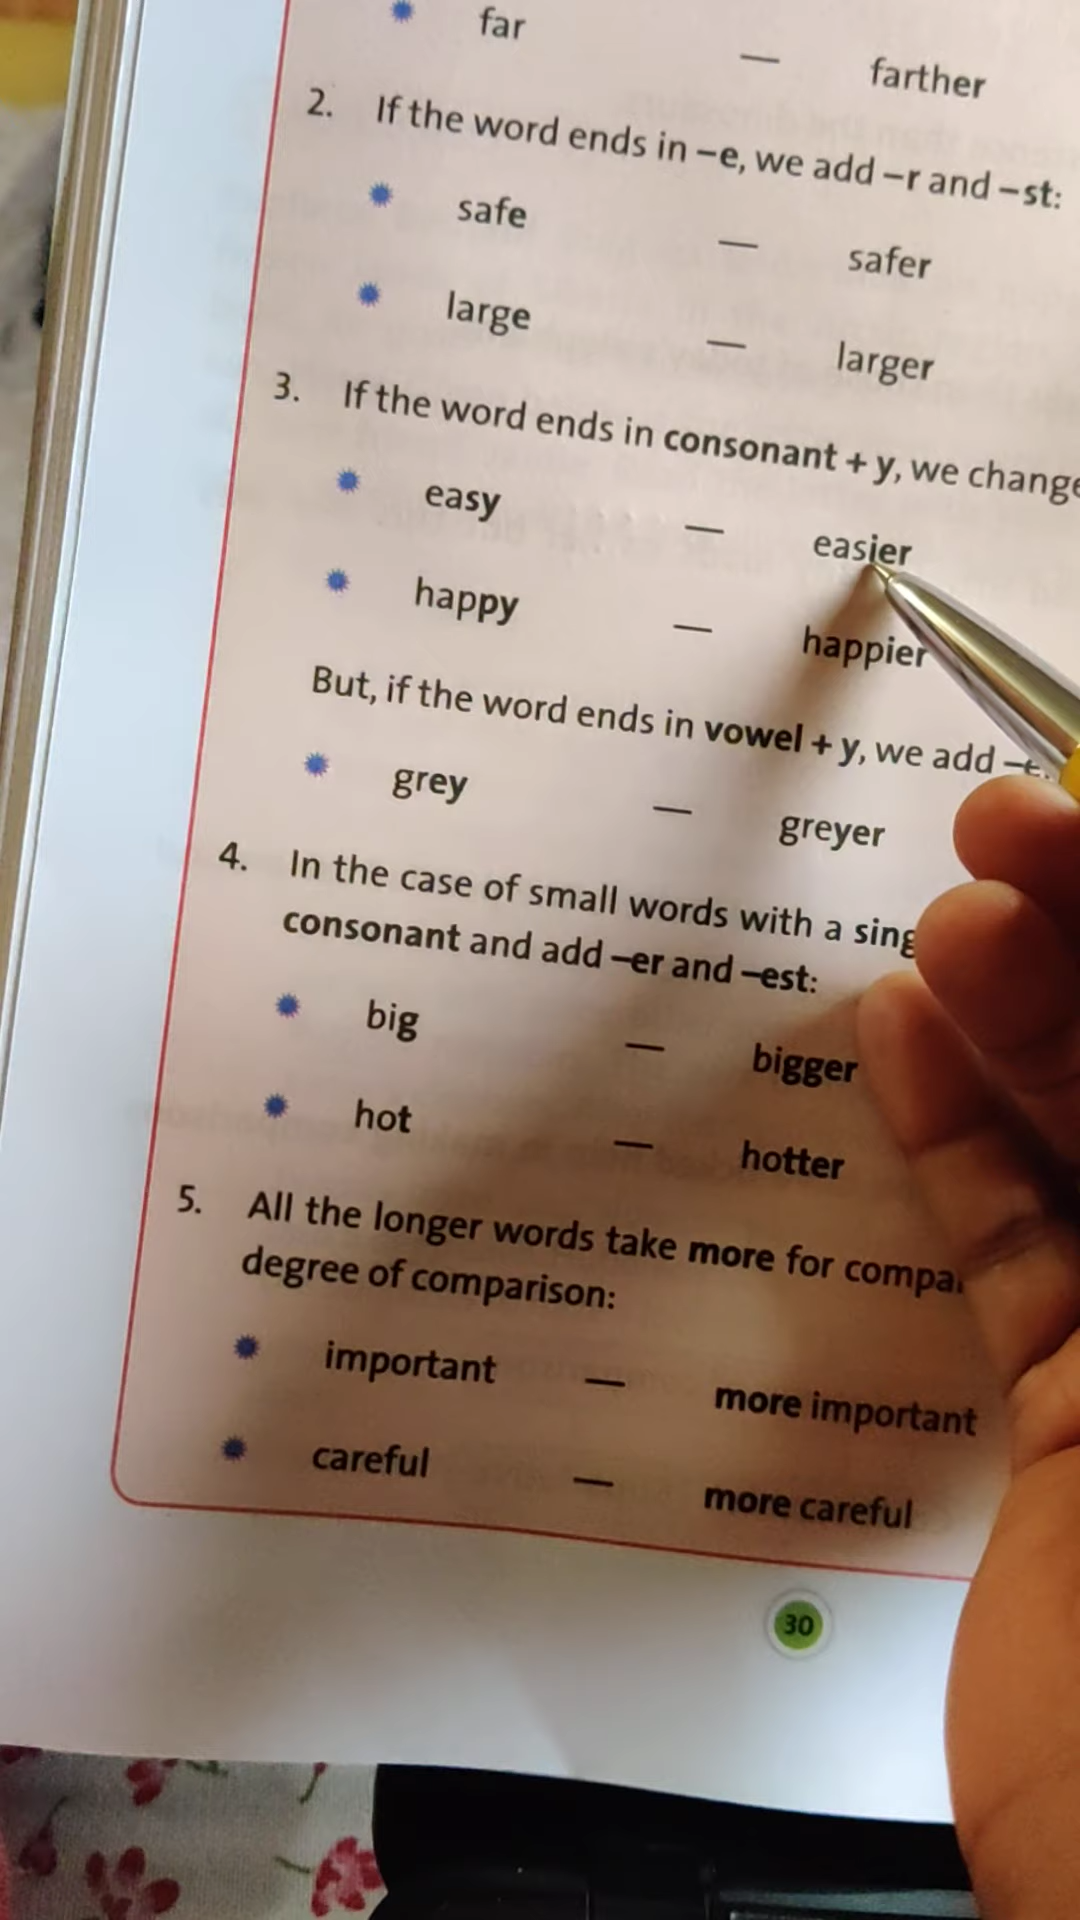 far — farther
2. If the word ends in –e, we add –r and –st:
safe — safer
large — larger
3. If the word ends in consonant + y, we change
easy — easier
happy — happier
But, if the word ends in vowel + y, we add
grey — greyer
4. In the case of small words with a
consonant and add –er and –est:
big — bigger
hot — hotter
5. All the longer words take more for
degree of comparison:
important — more important
careful — more careful
30